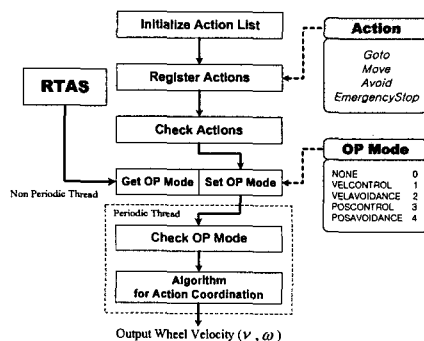 Initialize Action List
Register Actions
Check Actions
RTAS
Non Periodic Thread
Get OP Mode
Set OP Mode
Periodic Thread
Check OP Mode
Algorithm
for Action Coordination
Output Wheel Velocity (ν, ω)
Action
Goto
Move
Avoid
EmergencyStop
OP Mode
NONE 0
VELCONTROL 1
VELAVOIDANCE 2
POSCONTROL 3
POSAVOIDANCE 4